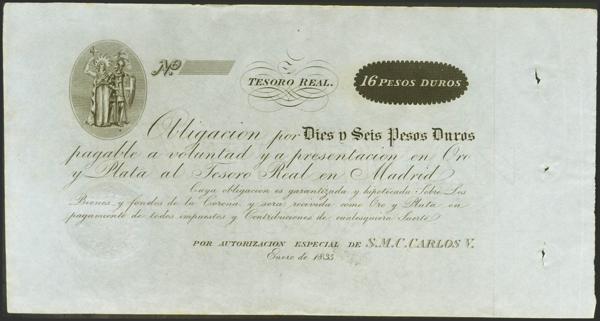 Nº
TESORO REAL.
16 PESOS DUROS
Obligacion por Dies y Seis Pesos Duros
pagable a voluntad y a presentacion en Oro
y Plata al Tesoro Real en Madrid
Cuya obligacion es garantizada y hipotecada Sobre Los
Bienes y fondos de la Corona, y sera recivida como Oro y Plata en
pagamiento de todos impuestos y Contribuciones de cualesquiera Suerte
POR AUTORIZACION ESPECIAL DE S.M.C. CARLOS V.
Enero de 1835